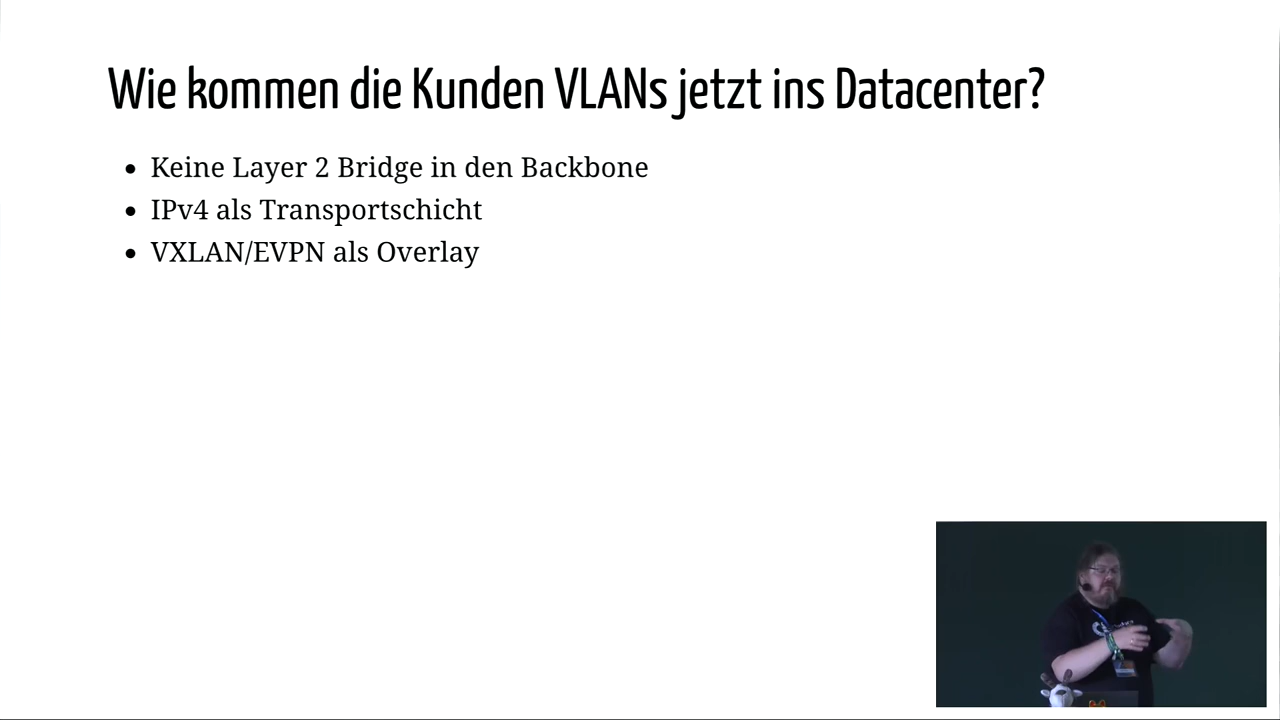 Wie kommen die Kunden VLANs jetzt ins Datacenter?
Keine Layer 2 Bridge in den Backbone
IPv4 als Transportschicht
VXLAN/EVPN als Overlay